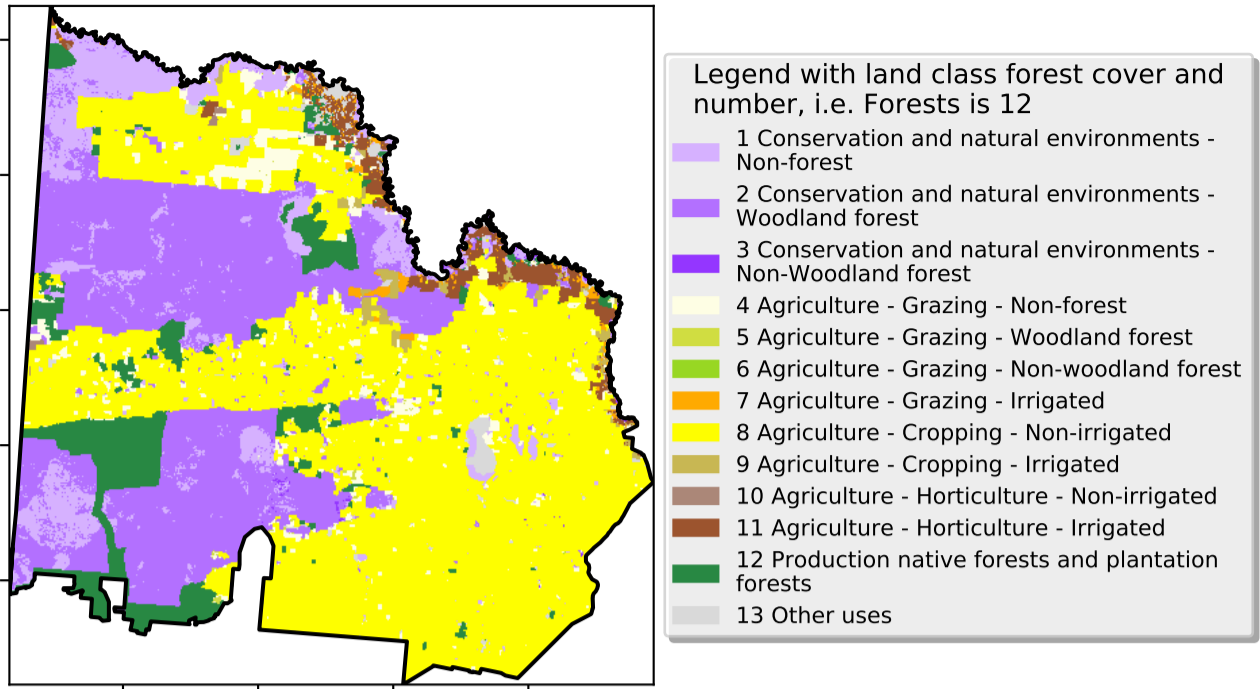 Legend with land class forest cover and
number, i.e. Forests is 12
1 Conservation and natural environments -
Non-forest
2 Conservation and natural environments -
Woodland forest
3 Conservation and natural environments -
Non-Woodland forest
4 Agriculture - Grazing - Non-forest
5 Agriculture - Grazing - Woodland forest
6 Agriculture - Grazing - Non-woodland forest
7 Agriculture - Grazing - Irrigated
8 Agriculture - Cropping - Non-irrigated
9 Agriculture - Cropping - Irrigated
10 Agriculture - Horticulture - Non-irrigated
11 Agriculture - Horticulture - Irrigated
12 Production native forests and plantation
forests
13 Other uses